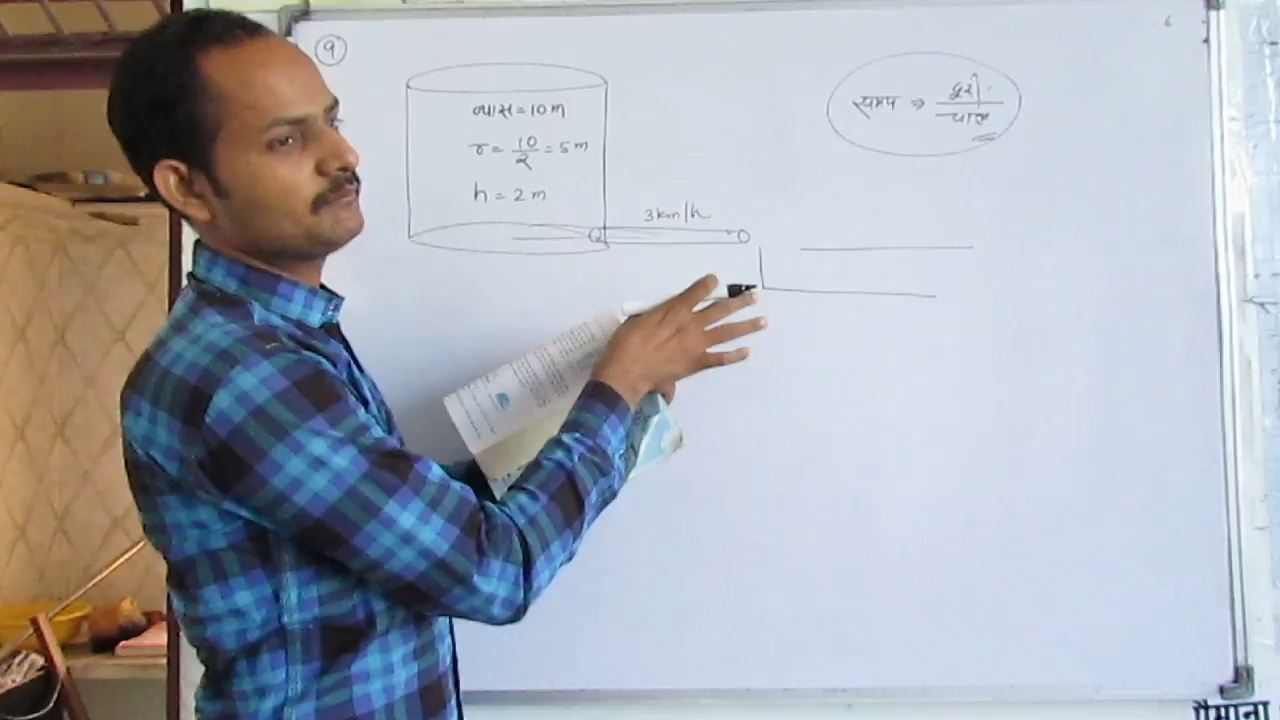 9
व्यास = 10 m
r = 10/2 = 5 m
h = 2 m
3 km/h
समय ⇒ दूरी/चाल
पैमाना